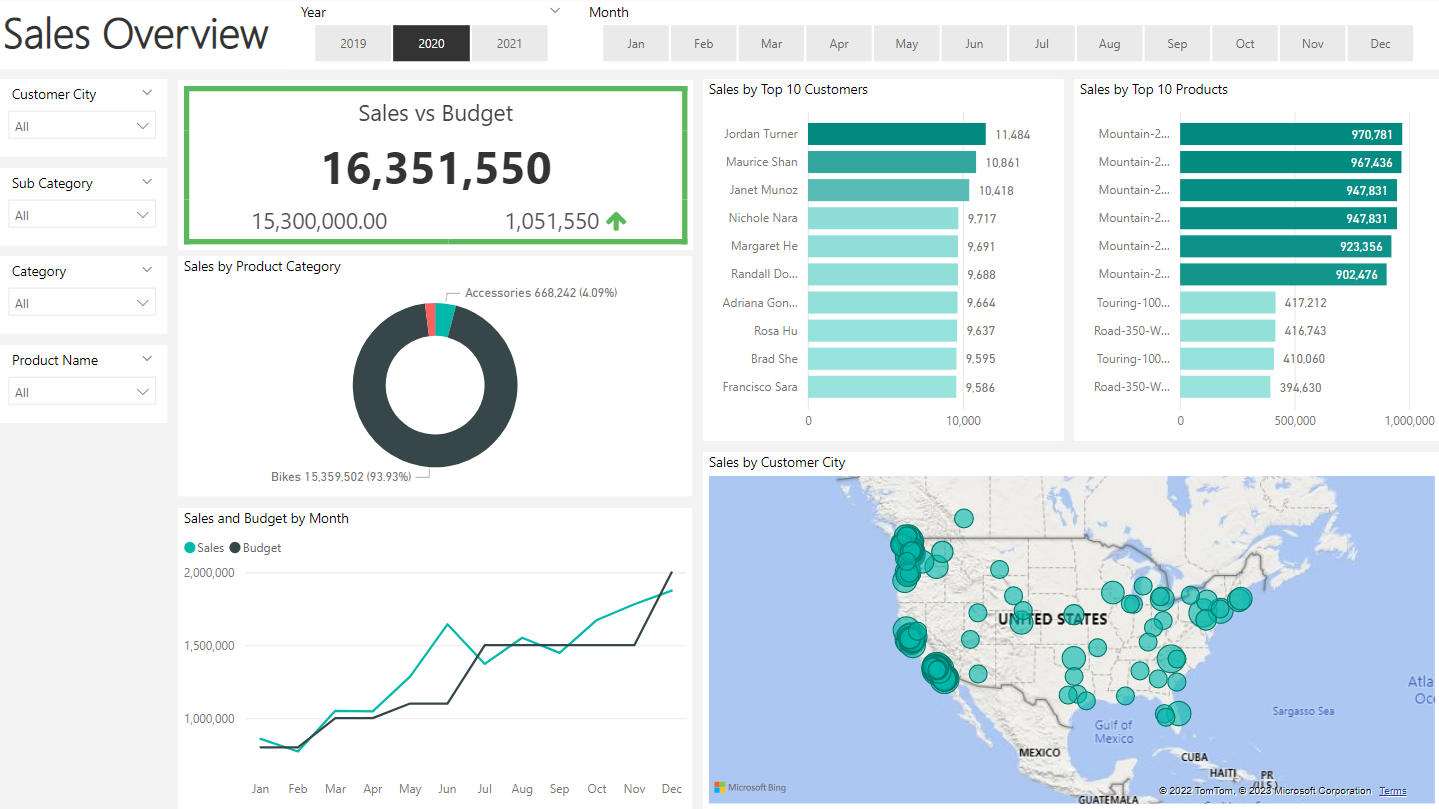 Sales Overview
Year
2019 2020 2021
Month
Jan Feb Mar Apr May Jun Jul Aug Sep Oct Nov Dec
Customer City
All
Sub Category
All
Category
All
Product Name
All
Sales vs Budget
16,351,550
15,300,000.00 1,051,550
Sales by Product Category
Accessories 668,242 (4.09%)
Bikes 15,359,502 (93.93%)
Sales and Budget by Month
Sales Budget
2,000,000
1,500,000
1,000,000
Jan Feb Mar Apr May Jun Jul Aug Sep Oct Nov Dec
Sales by Top 10 Customers
Jordan Turner 11,484
Maurice Shan 10,861
Janet Munoz 10,418
Nichole Nara 9,717
Margaret He 9,691
Randall Do... 9,688
Adriana Gon... 9,664
Rosa Hu 9,637
Brad She 9,595
Francisco Sara 9,586
0 10,000
Sales by Top 10 Products
Mountain-2... 970,781
Mountain-2... 967,436
Mountain-2... 947,831
Mountain-2... 947,831
Mountain-2... 923,356
Mountain-2... 902,476
Touring-100... 417,212
Road-350-W... 416,743
Touring-100... 410,060
Road-350-W... 394,630
0 500,000 1,000,000
Sales by Customer City
UNITED STATES
Atla
Oc
Sargasso Sea
Gulf of
Mexico
MEXICO
CUBA
HAITI
PR
(U.S.)
GUATEMALA
Microsoft Bing
© 2022 TomTom, © 2023 Microsoft Corporation Terms